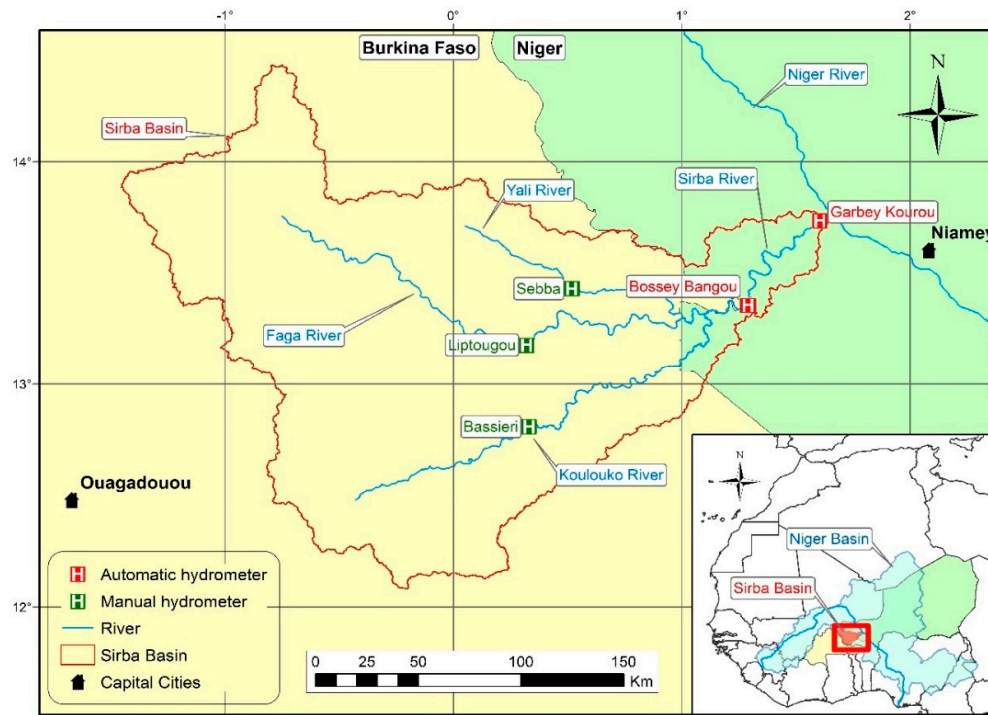 -1°
0°
1°
2°
Burkina Faso
Niger
N
Niger River
Sirba Basin
14°
Yali River
Sirba River
Garbey Kourou
Niamey
Sebba
Bossey Bangou
Faga River
Liptougou
13°
Bassieri
Koulouko River
Ouagadouou
N
Niger Basin
Sirba Basin
H Automatic hydrometer
H Manual hydrometer
River
Sirba Basin
Capital Cities
12°
0 25 50 100 150
Km
H
H
H
H
H